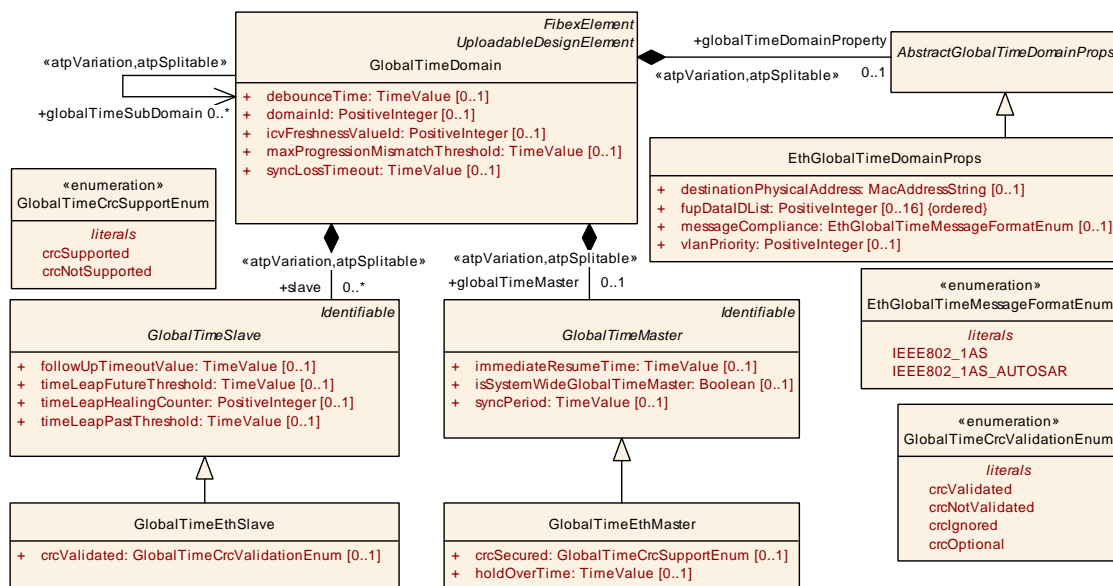 FibexElement
UploadableDesignElement
GlobalTimeDomain
+ debounceTime: TimeValue [0..1]
+ domainId: PositiveInteger [0..1]
+ icvFreshnessValueId: PositiveInteger [0..1]
+ maxProgressionMismatchThreshold: TimeValue [0..1]
+ syncLossTimeout: TimeValue [0..1]
«atpVariation,atpSplitable»
+globalTimeSubDomain 0..*
+globalTimeDomainProperty
«atpVariation,atpSplitable»
0..1
AbstractGlobalTimeDomainProps
EthGlobalTimeDomainProps
+ destinationPhysicalAddress: MacAddressString [0..1]
+ fupDataIDList: PositiveInteger [0..16] {ordered}
+ messageCompliance: EthGlobalTimeMessageFormatEnum [0..1]
+ vlanPriority: PositiveInteger [0..1]
«enumeration»
GlobalTimeCrcSupportEnum
literals
crcSupported
crcNotSupported
«atpVariation,atpSplitable»
+slave 0..*
«atpVariation,atpSplitable»
+globalTimeMaster 0..1
«enumeration»
EthGlobalTimeMessageFormatEnum
literals
IEEE802_1AS
IEEE802_1AS_AUTOSAR
Identifiable
GlobalTimeSlave
+ followUpTimeoutValue: TimeValue [0..1]
+ timeLeapFutureThreshold: TimeValue [0..1]
+ timeLeapHealingCounter: PositiveInteger [0..1]
+ timeLeapPastThreshold: TimeValue [0..1]
Identifiable
GlobalTimeMaster
+ immediateResumeTime: TimeValue [0..1]
+ isSystemWideGlobalTimeMaster: Boolean [0..1]
+ syncPeriod: TimeValue [0..1]
«enumeration»
GlobalTimeCrcValidationEnum
literals
crcValidated
crcNotValidated
crcIgnored
crcOptional
GlobalTimeEthSlave
+ crcValidated: GlobalTimeCrcValidationEnum [0..1]
GlobalTimeEthMaster
+ crcSecured: GlobalTimeCrcSupportEnum [0..1]
+ holdOverTime: TimeValue [0..1]